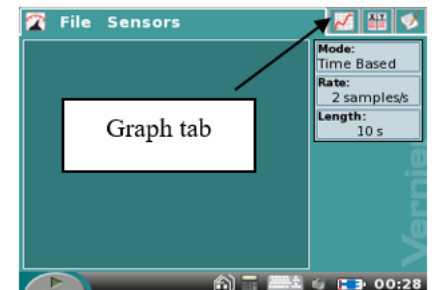 File Sensors
Mode:
Time Based
Rate:
2 samples/s
Length:
10 s
Graph tab
Vernier
00:28